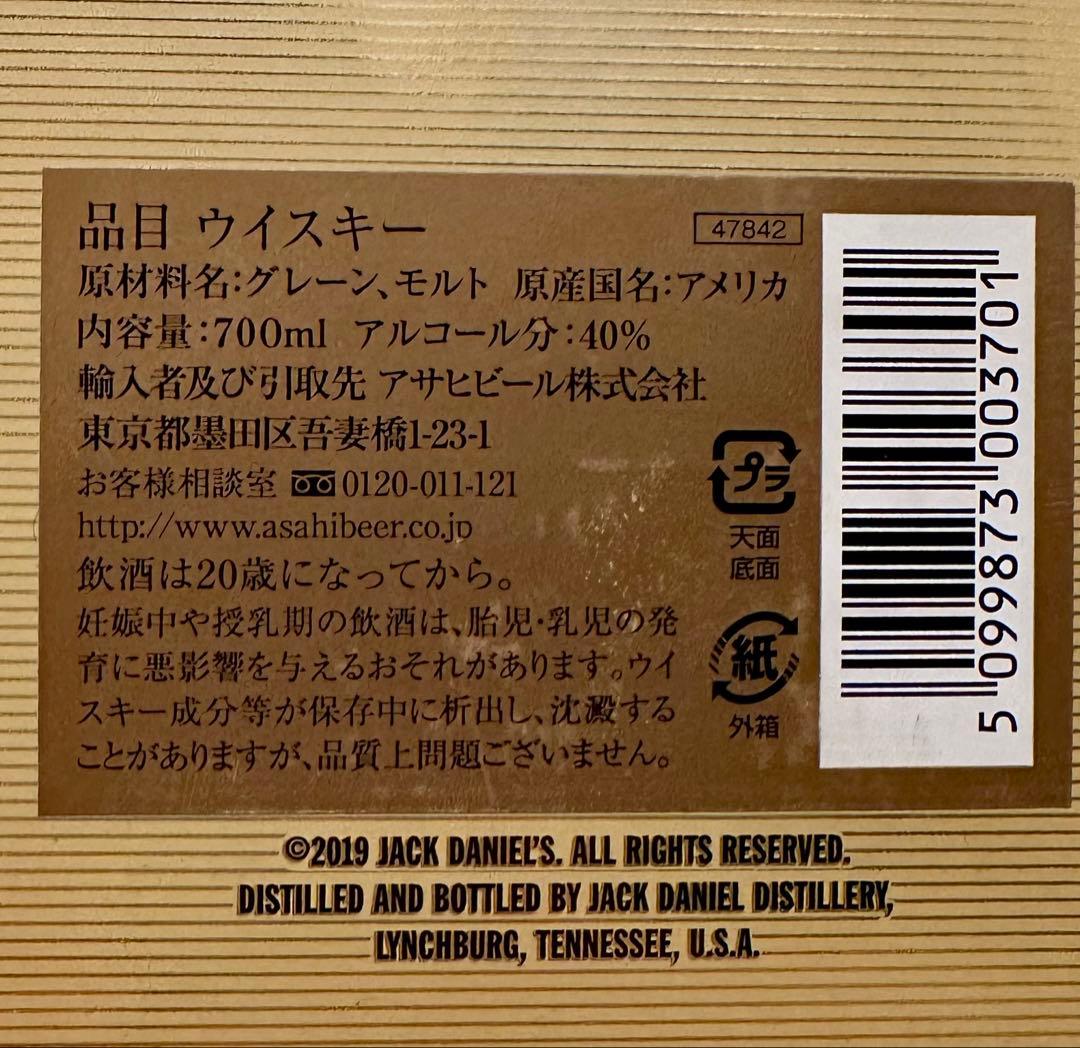 品目 ウイスキー
47842
原材料名:グレーン、モルト 原産国名:アメリカ
内容量:700ml アルコール分:40%
輸入者及び引取先 アサヒビール株式会社
東京都墨田区吾妻橋1-23-1
お客様相談室 0120-011-121
http://www.asahibeer.co.jp
飲酒は20歳になってから。
妊娠中や授乳期の飲酒は、胎児・乳児の発
育に悪影響を与えるおそれがあります。ウイ
スキー成分等が保存中に析出し、沈澱する
ことがありますが、品質上問題ございません。
プラ
天面
底面
紙
外箱
5 099873 003701
©2019 JACK DANIEL'S. ALL RIGHTS RESERVED.
DISTILLED AND BOTTLED BY JACK DANIEL DISTILLERY,
LYNCHBURG, TENNESSEE, U.S.A.